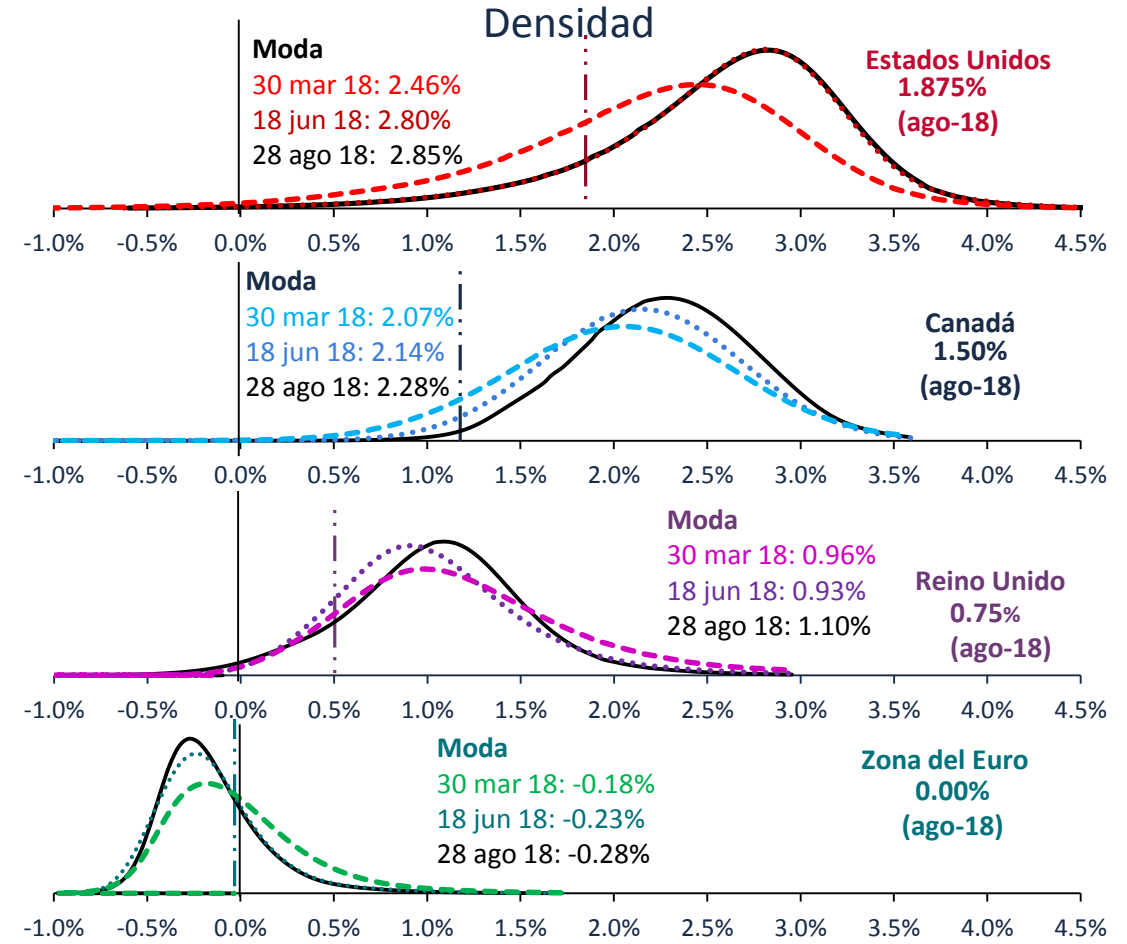 Densidad
Moda
30 mar 18: 2.46%
18 jun 18: 2.80%
28 ago 18: 2.85%
Estados Unidos
1.875%
(ago-18)
-1.0% -0.5% 0.0% 0.5% 1.0% 1.5% 2.0% 2.5% 3.0% 3.5% 4.0% 4.5%
Moda
30 mar 18: 2.07%
18 jun 18: 2.14%
28 ago 18: 2.28%
Canadá
1.50%
(ago-18)
-1.0% -0.5% 0.0% 0.5% 1.0% 1.5% 2.0% 2.5% 3.0% 3.5% 4.0% 4.5%
Moda
30 mar 18: 0.96%
18 jun 18: 0.93%
28 ago 18: 1.10%
Reino Unido
0.75%
(ago-18)
-1.0% -0.5% 0.0% 0.5% 1.0% 1.5% 2.0% 2.5% 3.0% 3.5% 4.0% 4.5%
Moda
30 mar 18: -0.18%
18 jun 18: -0.23%
28 ago 18: -0.28%
Zona del Euro
0.00%
(ago-18)
-1.0% -0.5% 0.0% 0.5% 1.0% 1.5% 2.0% 2.5% 3.0% 3.5% 4.0% 4.5%